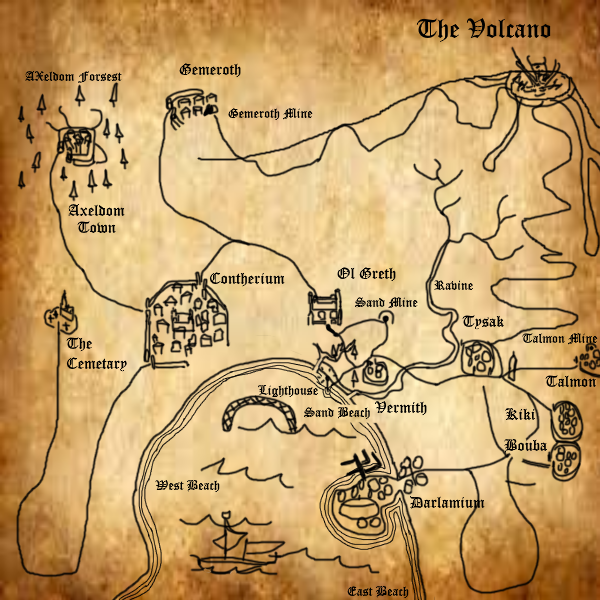 The Volcano
Gemeroth
AXeldom Forsest
Gemeroth Mine
Axeldom
Town
Contherium
Ol Greth
Ravine
Sand Mine
Tysak
The
Cemetary
Talmon Mine
Talmon
Lighthouse
Sand Beach
Vermith
Kiki
Bouba
West Beach
Darlamium
East Beach